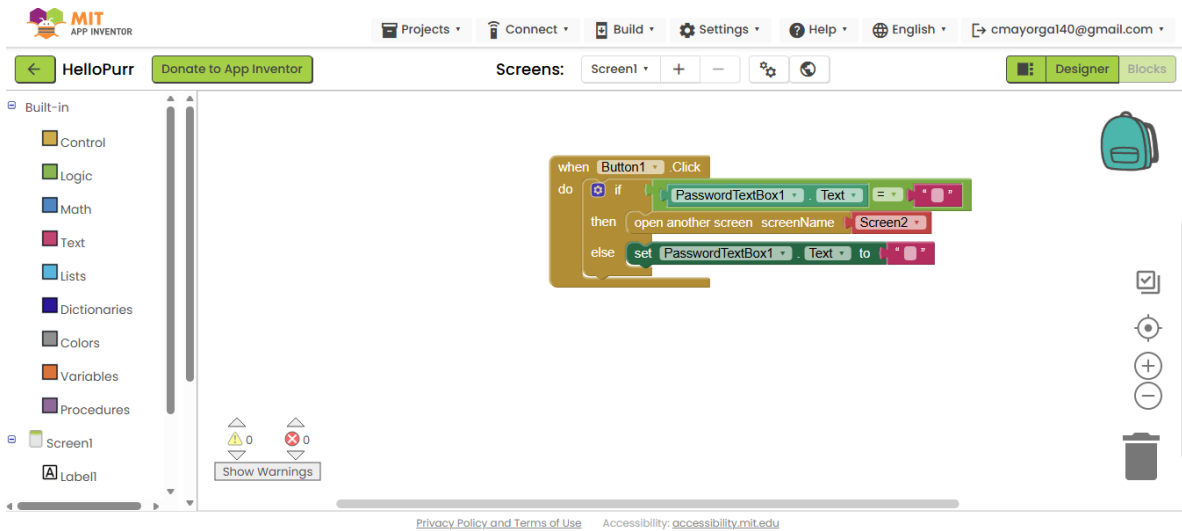 MIT
APP INVENTOR
Projects Connect Build Settings Help English cmayorga140@gmail.com
HelloPurr Donate to App Inventor Screens: Screen1 + − Designer Blocks
Built-in
Control
Logic
Math
Text
Lists
Dictionaries
Colors
Variables
Procedures
Screen1
A Label1
when Button1 .Click
do if PasswordTextBox1 . Text = " "
then open another screen screenName Screen2
else set PasswordTextBox1 . Text to " "
0 0
Show Warnings
Privacy Policy and Terms of Use Accessibility: accessibility.mit.edu